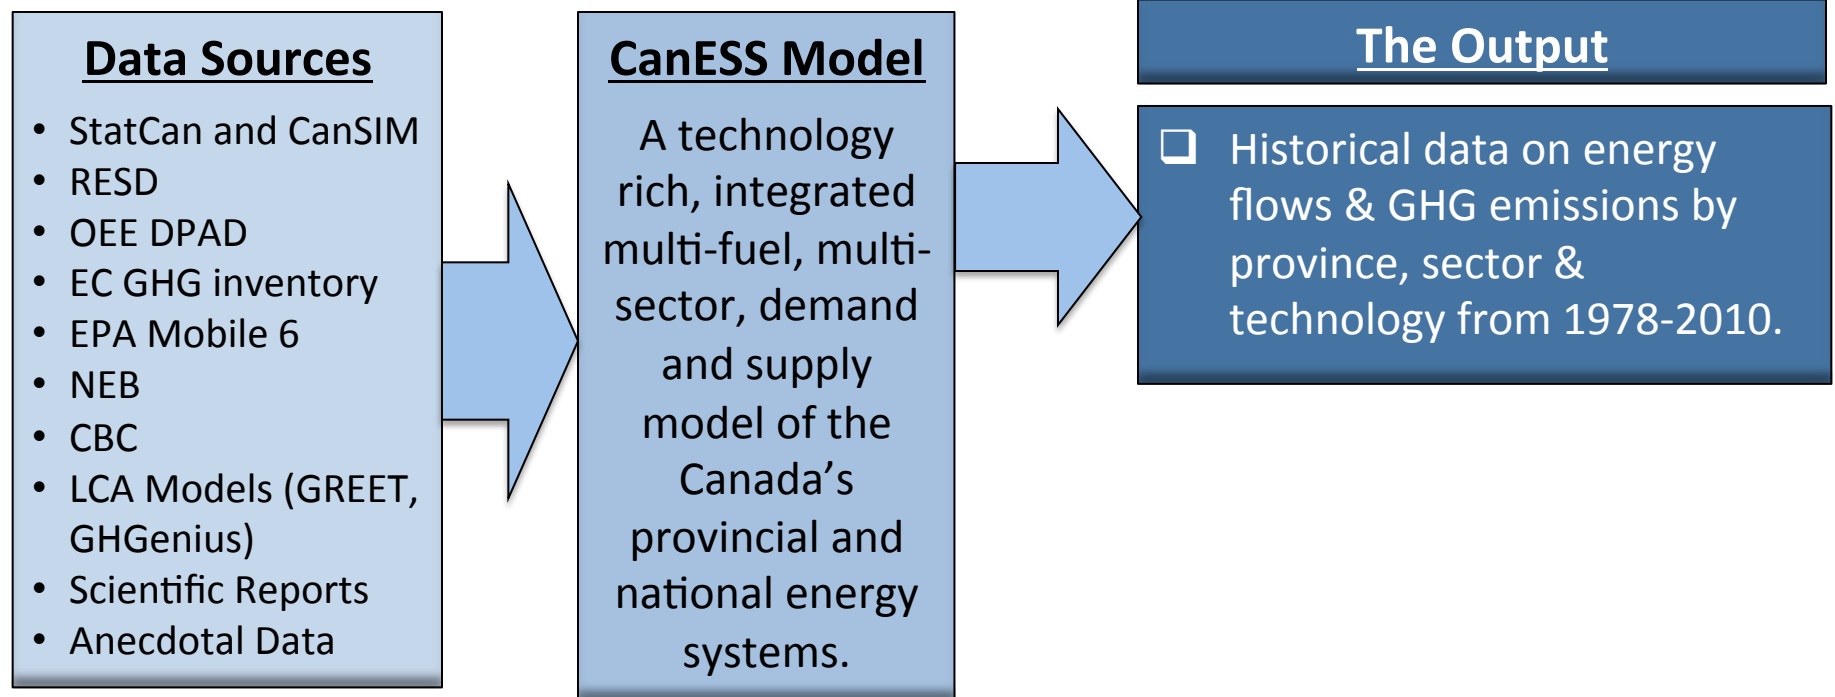 Data Sources
• StatCan and CanSIM
• RESD
• OEE DPAD
• EC GHG inventory
• EPA Mobile 6
• NEB
• CBC
• LCA Models (GREET,
GHGenius)
• Scientific Reports
• Anecdotal Data
CanESS Model
A technology
rich, integrated
multi-fuel, multi-
sector, demand
and supply
model of the
Canada’s
provincial and
national energy
systems.
The Output
❑ Historical data on energy
flows & GHG emissions by
province, sector &
technology from 1978-2010.